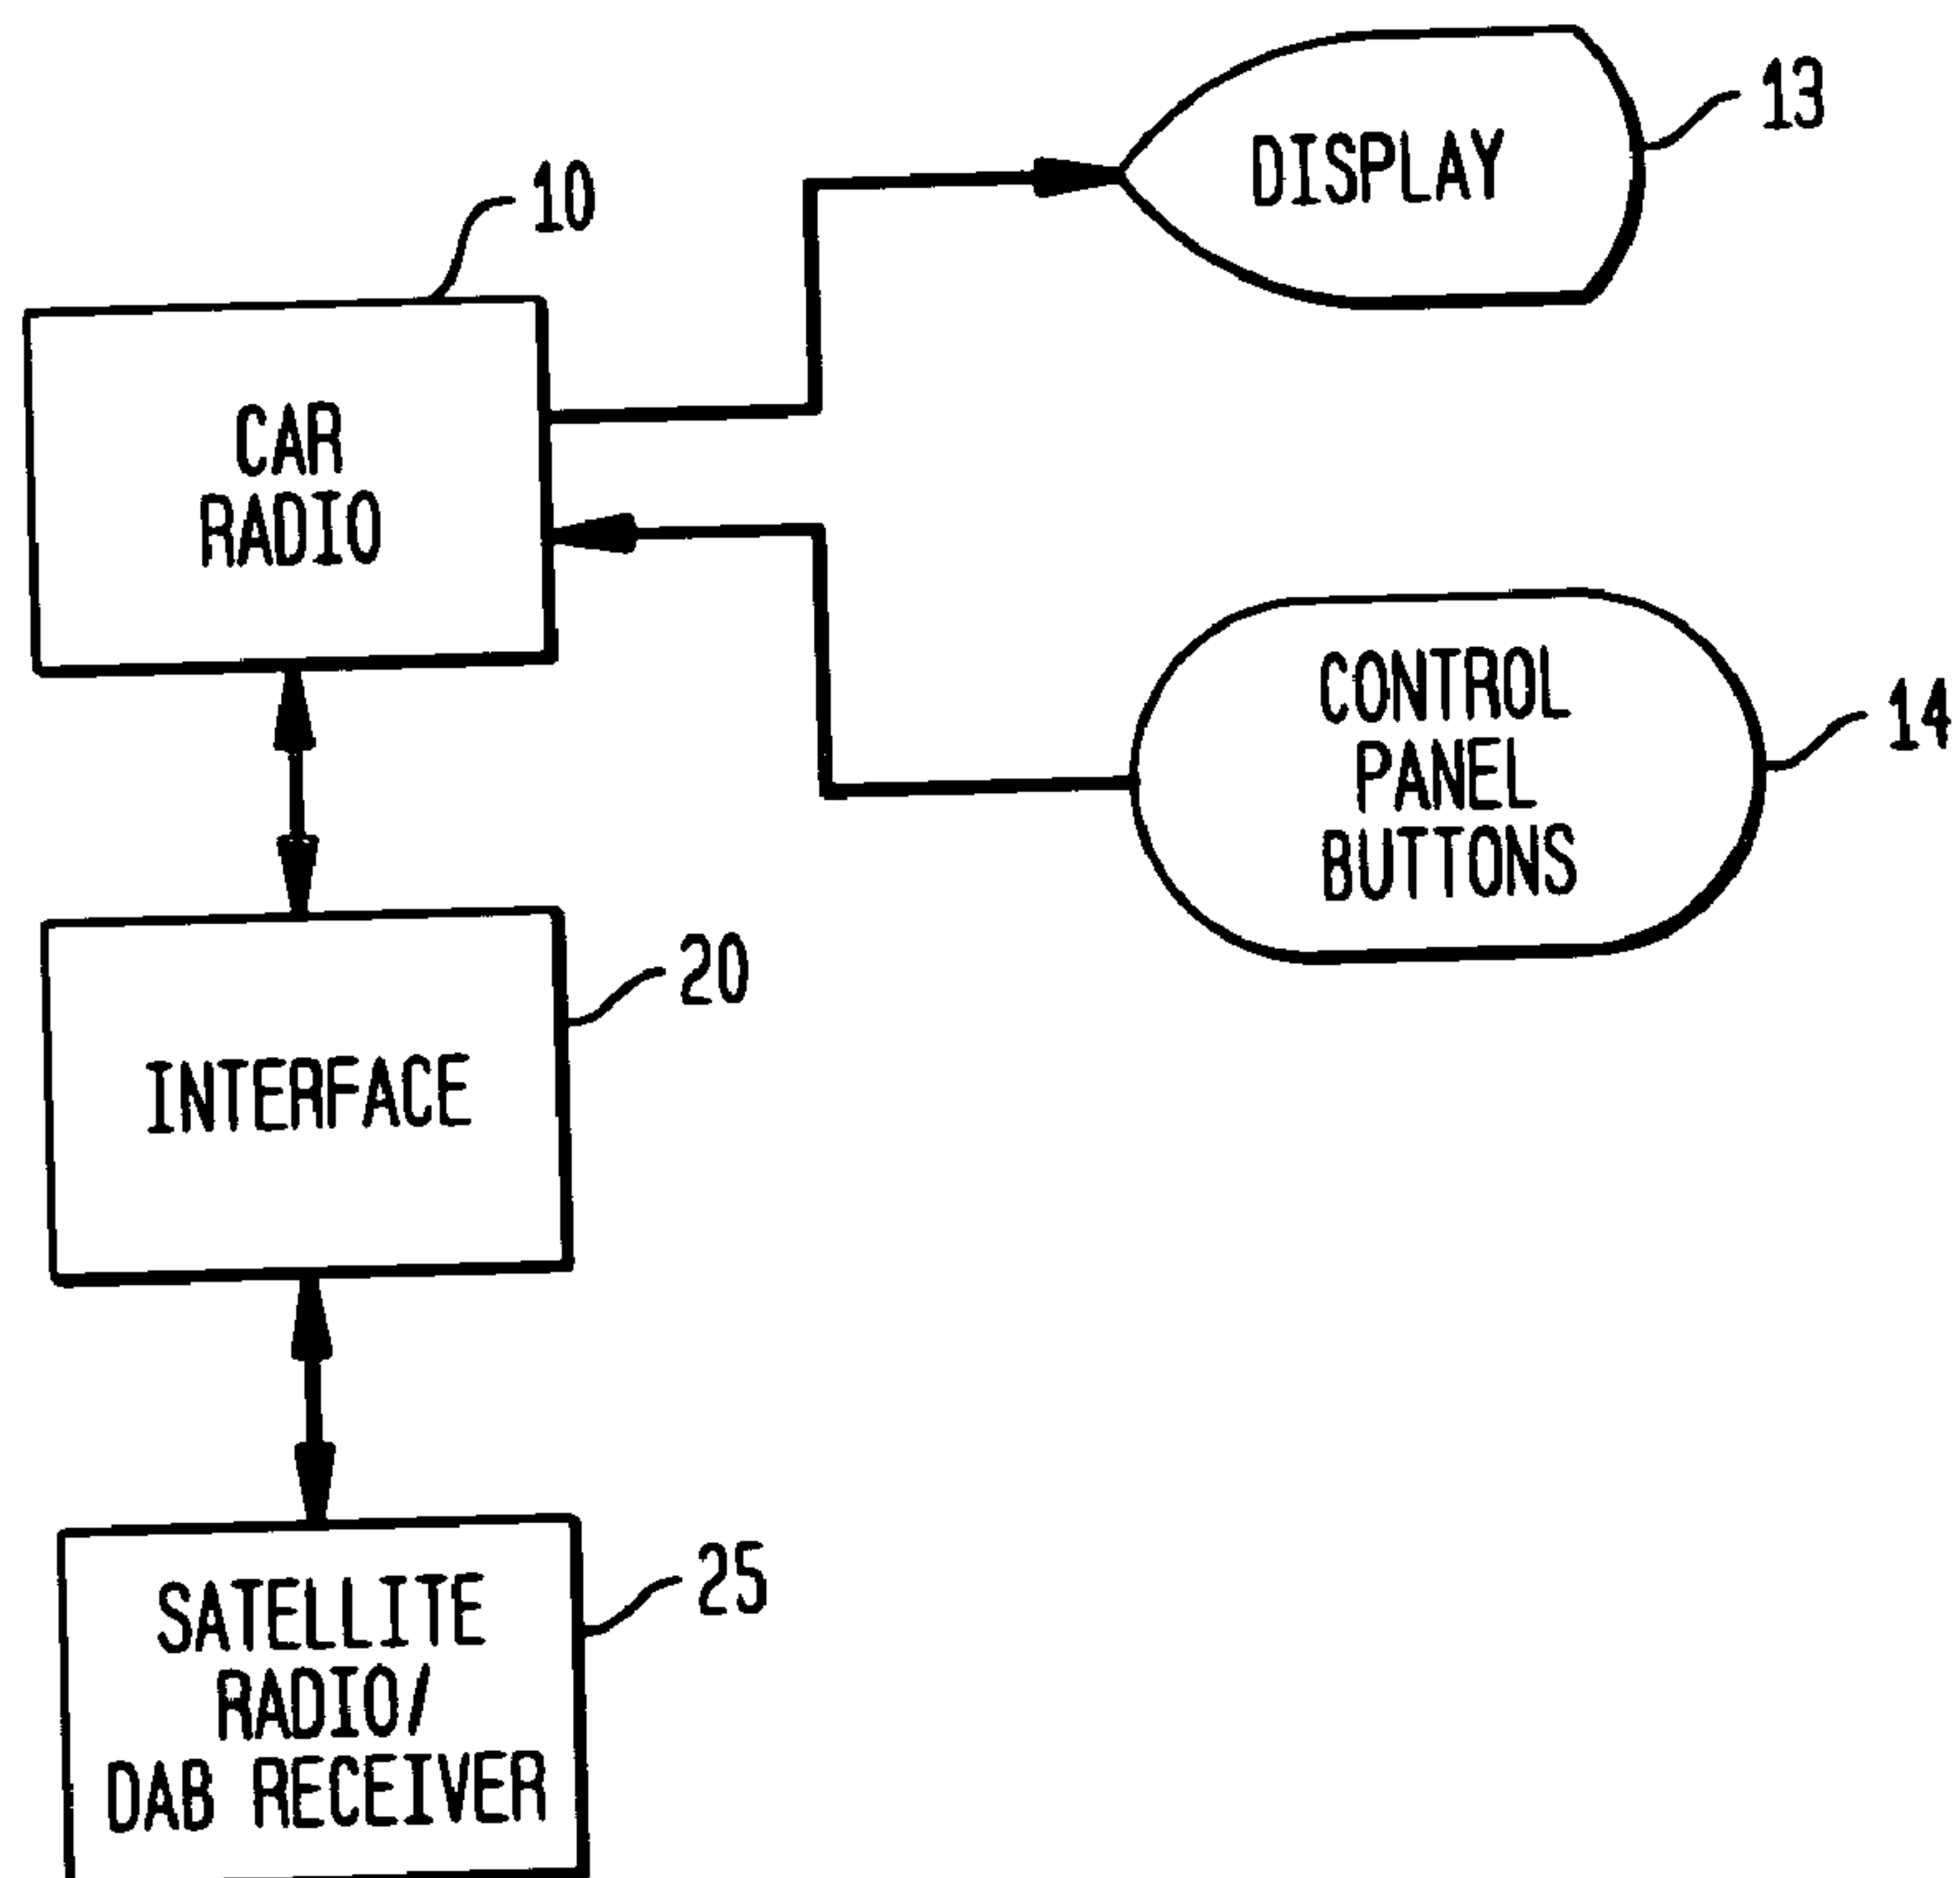 13
DISPLAY
10
CAR
RADIO
CONTROL
PANEL
BUTTONS
14
20
INTERFACE
25
SATELLITE
RADIO/
DAB RECEIVER